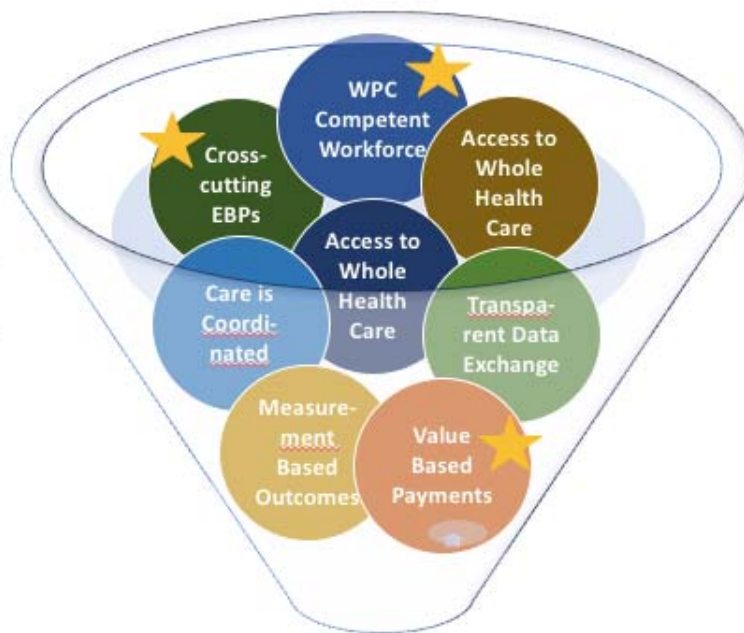 WPC
Competent
Workforce
Cross-
cutting
EBPs
Access to
Whole
Health
Care
Access to
Whole
Health
Care
Care is
Coordi-
nated
Transpa-
rent Data
Exchange
Measure-
ment
Based
Outcomes
Value
Based
Payments